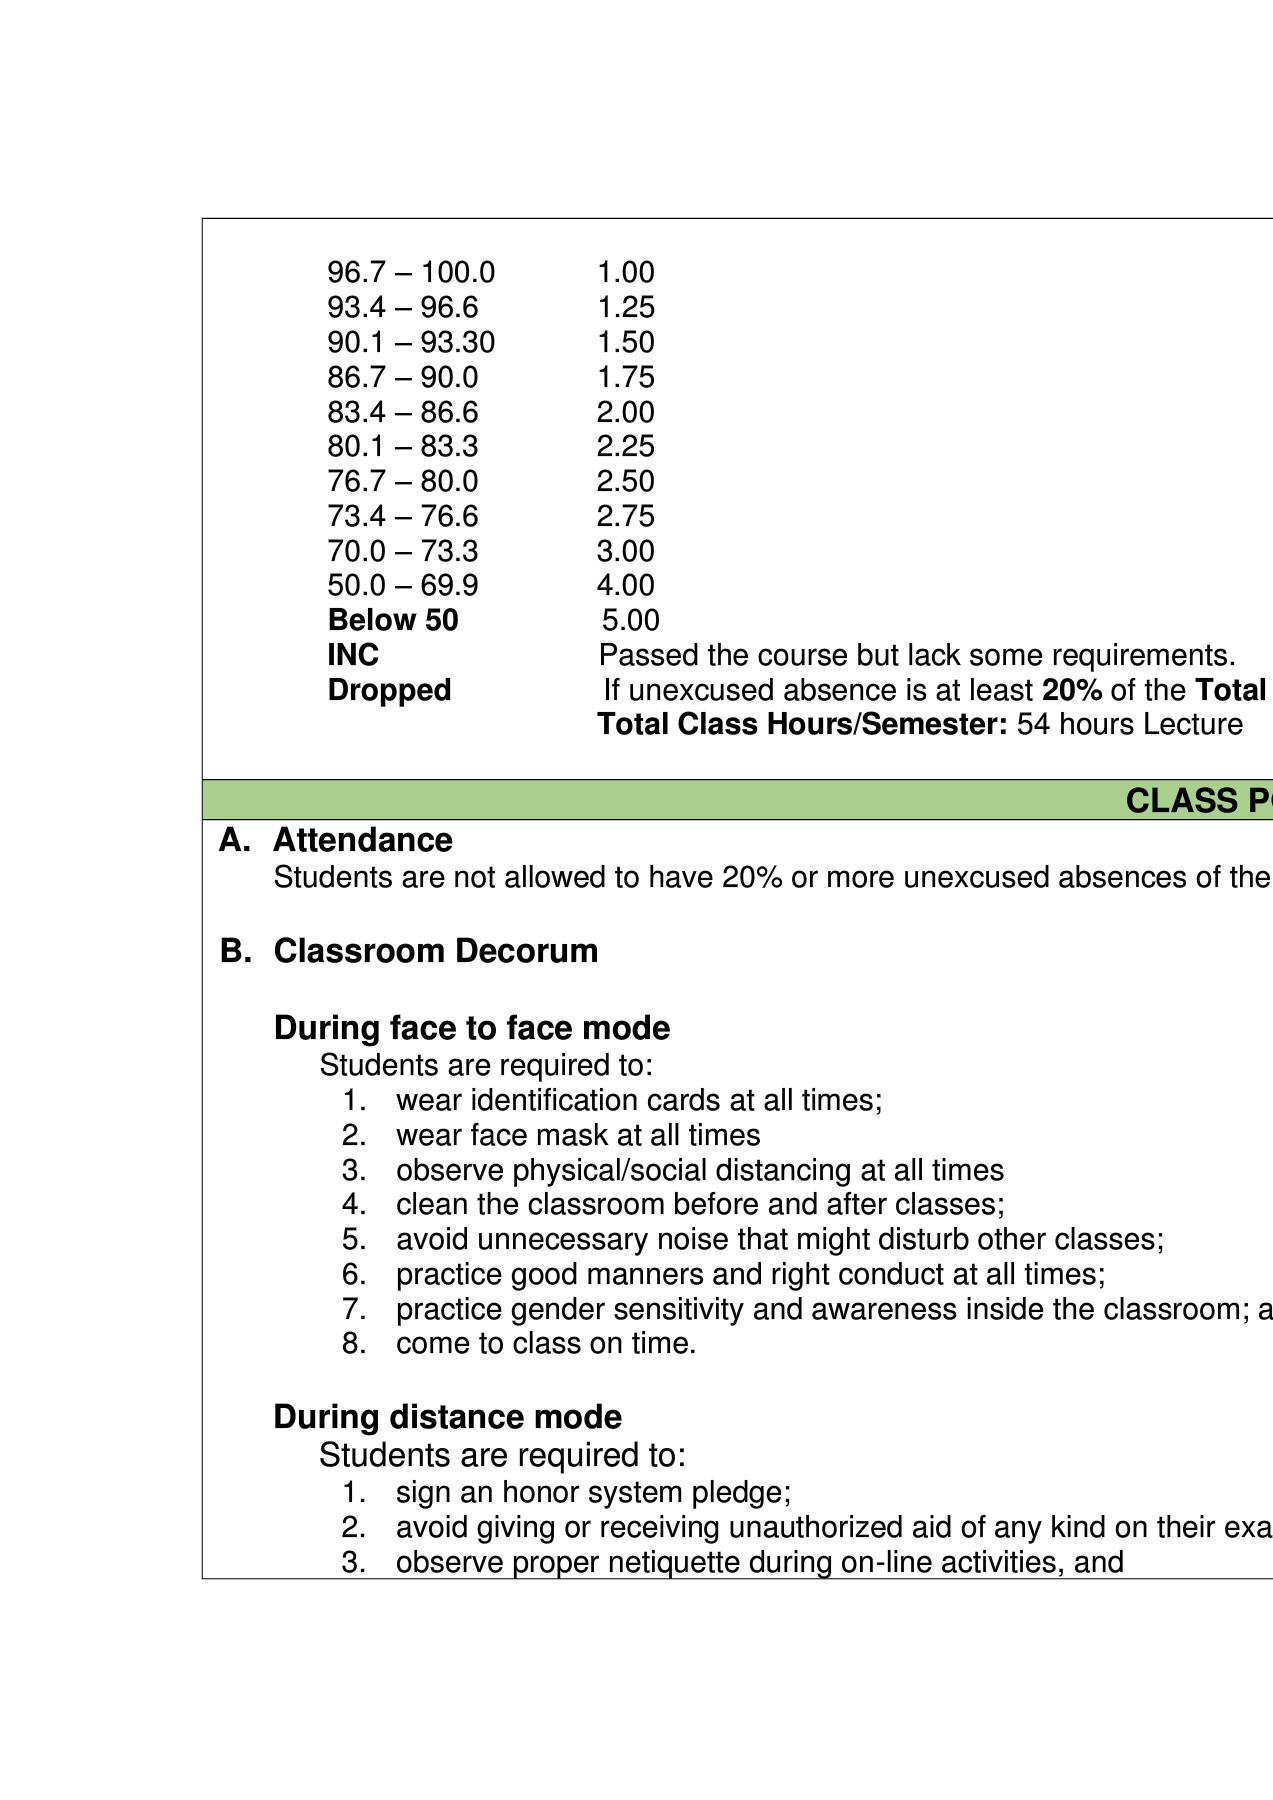 96.7 – 100.0 1.00
93.4 – 96.6 1.25
90.1 – 93.30 1.50
86.7 – 90.0 1.75
83.4 – 86.6 2.00
80.1 – 83.3 2.25
76.7 – 80.0 2.50
73.4 – 76.6 2.75
70.0 – 73.3 3.00
50.0 – 69.9 4.00
Below 50 5.00
INC Passed the course but lack some requirements.
Dropped If unexcused absence is at least 20% of the Total
Total Class Hours/Semester: 54 hours Lecture
CLASS
A. Attendance
Students are not allowed to have 20% or more unexcused absences of the
B. Classroom Decorum
During face to face mode
Students are required to:
1. wear identification cards at all times;
2. wear face mask at all times
3. observe physical/social distancing at all times
4. clean the classroom before and after classes;
5. avoid unnecessary noise that might disturb other classes;
6. practice good manners and right conduct at all times;
7. practice gender sensitivity and awareness inside the classroom;
8. come to class on time.
During distance mode
Students are required to:
1. sign an honor system pledge;
2. avoid giving or receiving unauthorized aid of any kind on their
3. observe proper netiquette during on-line activities, and